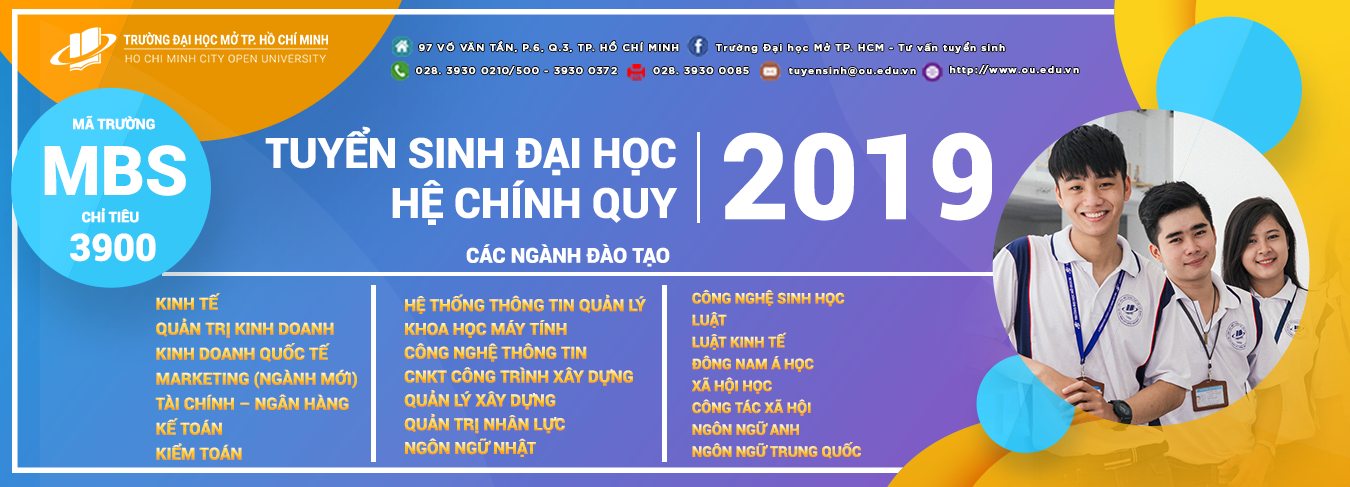 TRƯỜNG ĐẠI HỌC MỞ TP. HỒ CHÍ MINH
HO CHI MINH CITY OPEN UNIVERSITY
97 VÕ VĂN TẦN, P.6, Q.3, TP. HỒ CHÍ MINH
Trường Đại học Mở TP. HCM - Tư vấn tuyển sinh
028. 3930 0210/500 - 3930 0372
028. 3930 0085
tuyensinh@ou.edu.vn
http://www.ou.edu.vn
MÃ TRƯỜNG
MBS
CHỈ TIÊU
3900
TUYỂN SINH ĐẠI HỌC
HỆ CHÍNH QUY
2019
CÁC NGÀNH ĐÀO TẠO
KINH TẾ
QUẢN TRỊ KINH DOANH
KINH DOANH QUỐC TẾ
MARKETING (NGÀNH MỚI)
TÀI CHÍNH – NGÂN HÀNG
KẾ TOÁN
KIỂM TOÁN
HỆ THỐNG THÔNG TIN QUẢN LÝ
KHOA HỌC MÁY TÍNH
CÔNG NGHỆ THÔNG TIN
CNKT CÔNG TRÌNH XÂY DỰNG
QUẢN LÝ XÂY DỰNG
QUẢN TRỊ NHÂN LỰC
NGÔN NGỮ NHẬT
CÔNG NGHỆ SINH HỌC
LUẬT
LUẬT KINH TẾ
ĐÔNG NAM Á HỌC
XÃ HỘI HỌC
CÔNG TÁC XÃ HỘI
NGÔN NGỮ ANH
NGÔN NGỮ TRUNG QUỐC